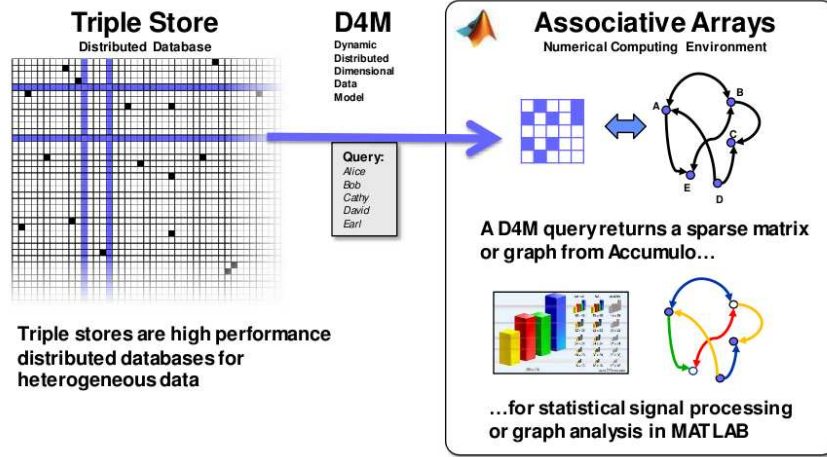 Triple Store
Distributed Database
D4M
Dynamic
Distributed
Dimensional
Data
Model
Query:
Alice
Bob
Cathy
David
Earl
Triple stores are high performance
distributed databases for
heterogeneous data
Associative Arrays
Numerical Computing Environment
A
B
C
E
D
A D4M query returns a sparse matrix
or graph from Accumulo…
…for statistical signal processing
or graph analysis in MATLAB